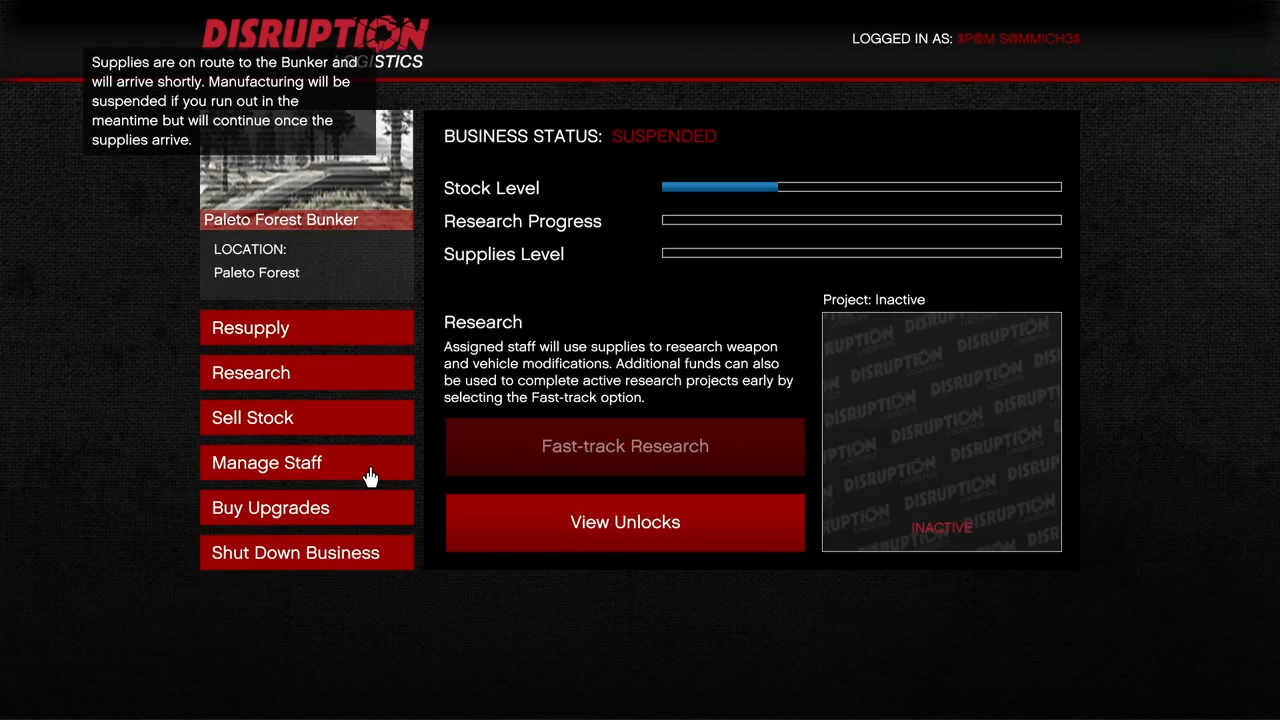 DISRUPTION
LOGISTICS
LOGGED IN AS: $P@M S@MM!CH3$
Supplies are on route to the Bunker and
will arrive shortly. Manufacturing will be
suspended if you run out in the
meantime but will continue once the
supplies arrive.
Paleto Forest Bunker
LOCATION:
Paleto Forest
Resupply
Research
Sell Stock
Manage Staff
Buy Upgrades
Shut Down Business
BUSINESS STATUS: SUSPENDED
Stock Level
Research Progress
Supplies Level
Research
Assigned staff will use supplies to research weapon
and vehicle modifications. Additional funds can also
be used to complete active research projects early by
selecting the Fast-track option.
Fast-track Research
View Unlocks
Project: Inactive
INACTIVE